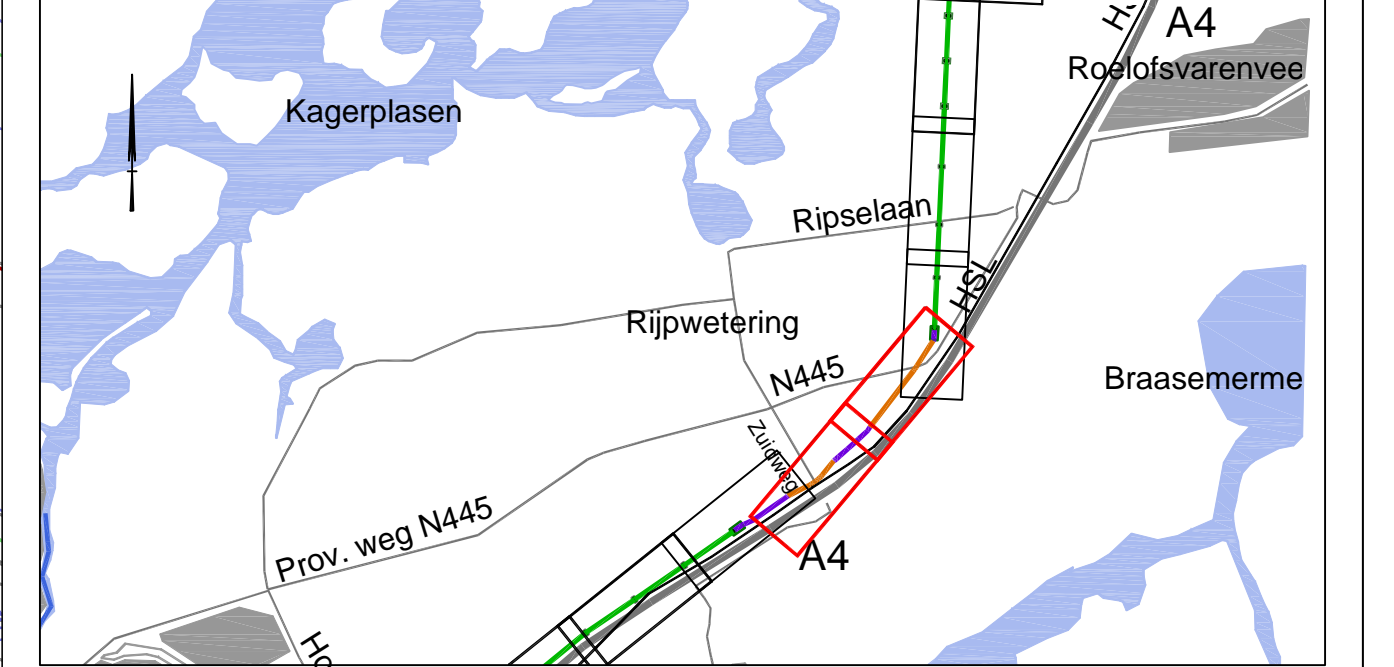 A4
Roelofsvarenvee
Kagerplasen
Ripselaan
HSL
Rijpwetering
N445
Braasemerme
Zuidweg
Prov. weg N445
A4